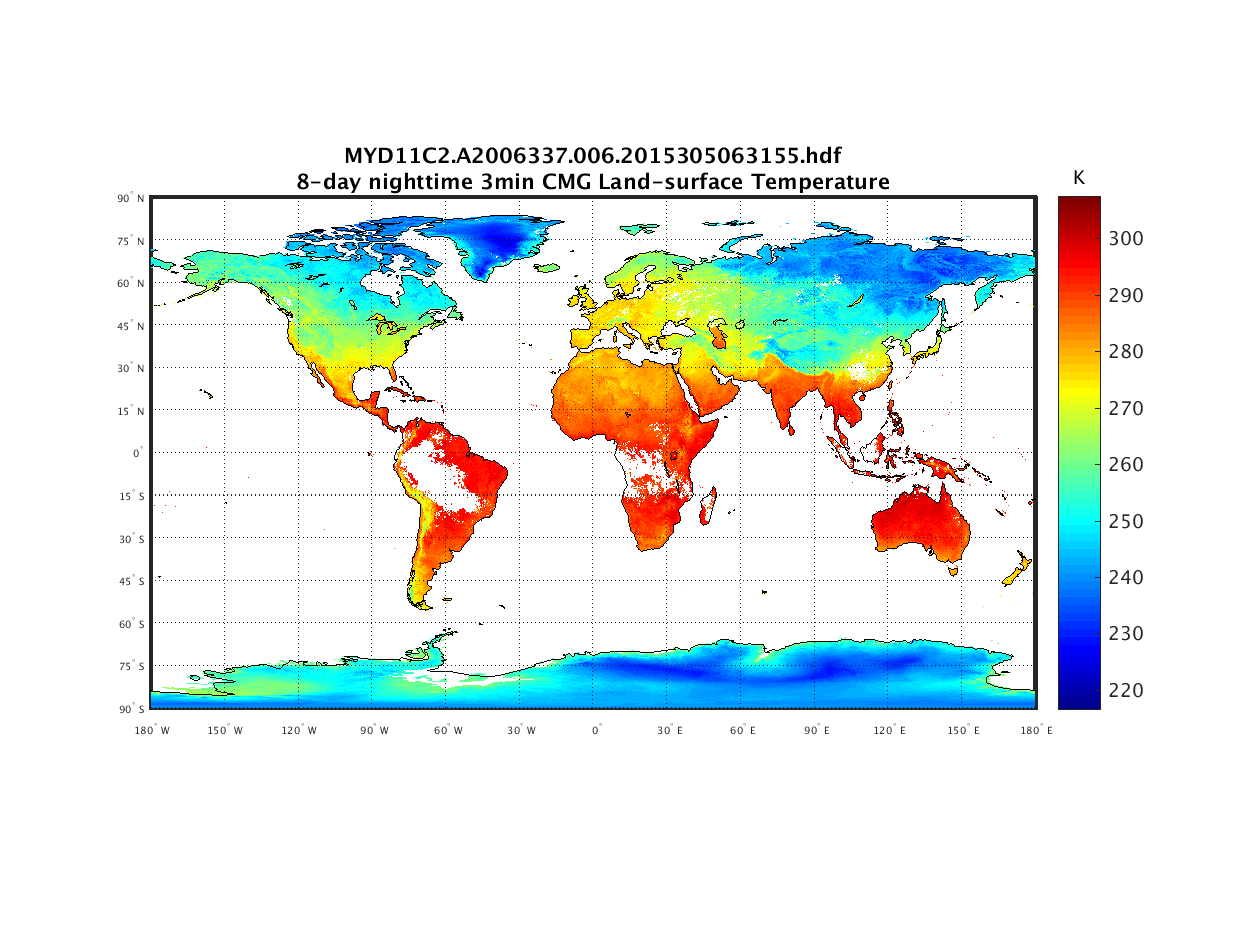 MYD11C2.A2006337.006.2015305063155.hdf
8-day nighttime 3min CMG Land-surface Temperature
K
90° N
75° N
60° N
45° N
30° N
15° N
0°
15° S
30° S
45° S
60° S
75° S
90° S
180° W
150° W
120° W
90° W
60° W
30° W
0°
30° E
60° E
90° E
120° E
150° E
180° E
300
290
280
270
260
250
240
230
220